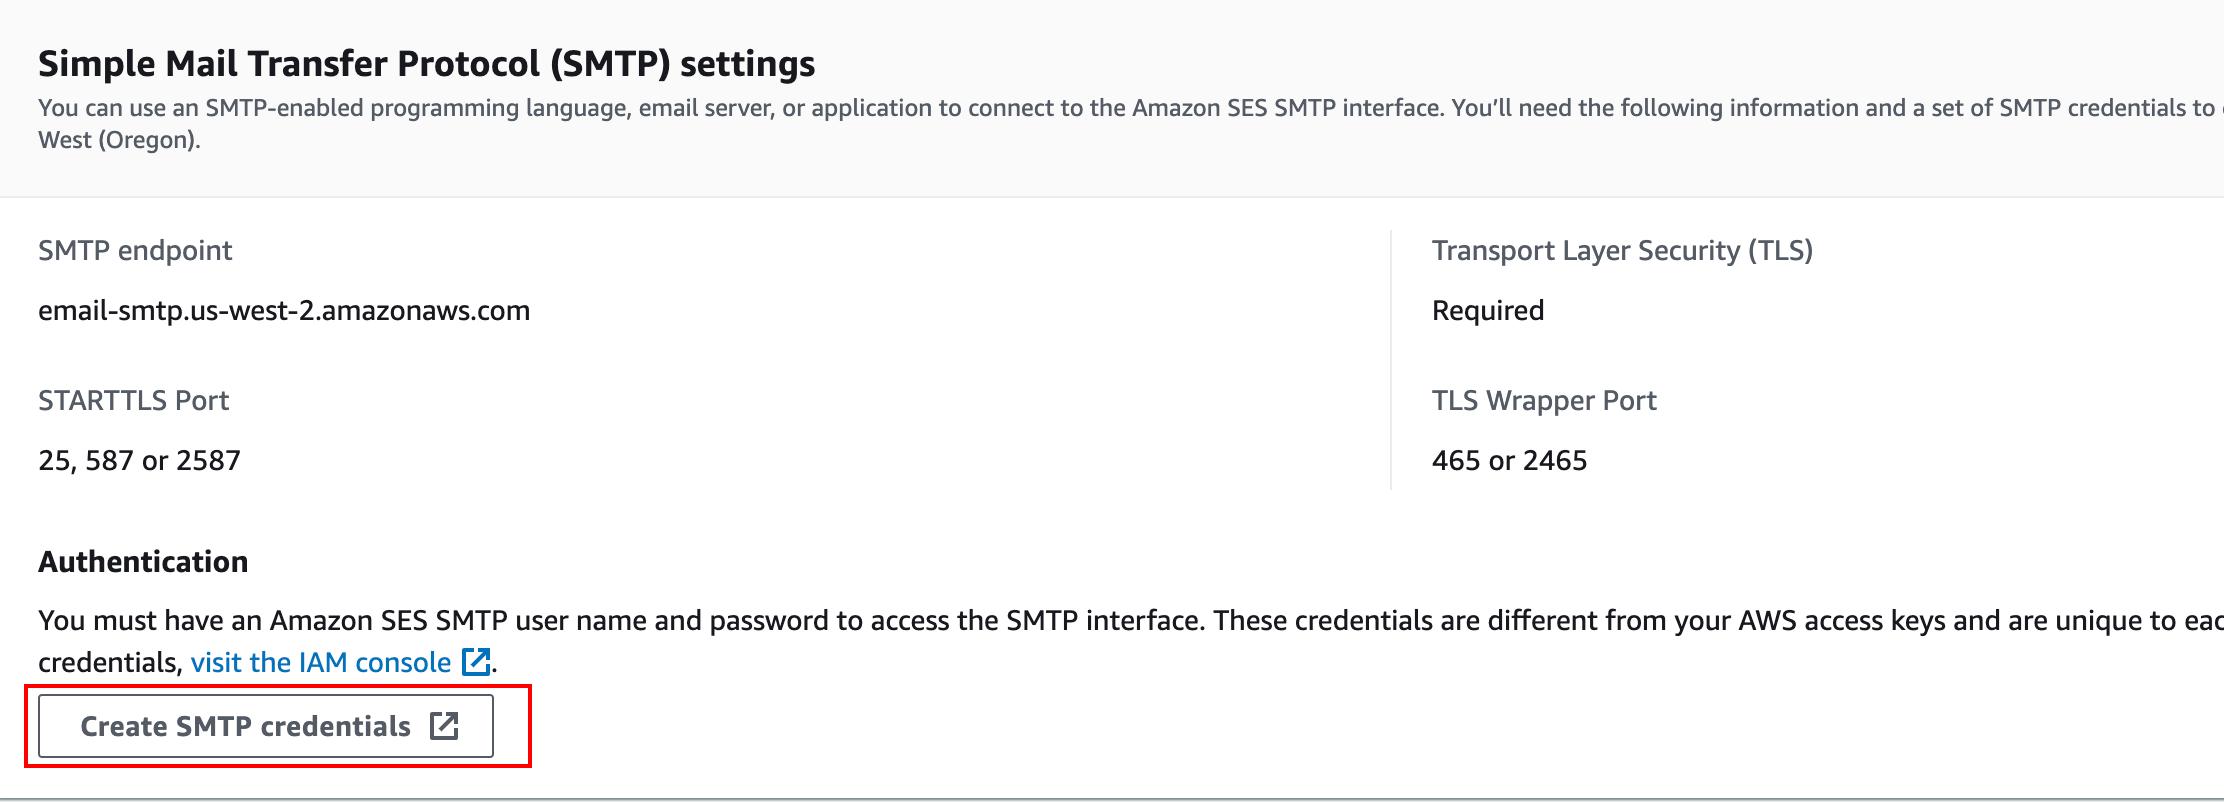 Simple Mail Transfer Protocol (SMTP) settings
You can use an SMTP-enabled programming language, email server, or application to connect to the Amazon SES SMTP interface. You’ll need the following information and a set of SMTP credentials to
West (Oregon).
SMTP endpoint
email-smtp.us-west-2.amazonaws.com
Transport Layer Security (TLS)
Required
STARTTLS Port
25, 587 or 2587
TLS Wrapper Port
465 or 2465
Authentication
You must have an Amazon SES SMTP user name and password to access the SMTP interface. These credentials are different from your AWS access keys and are unique to
credentials, visit the IAM console.
Create SMTP credentials